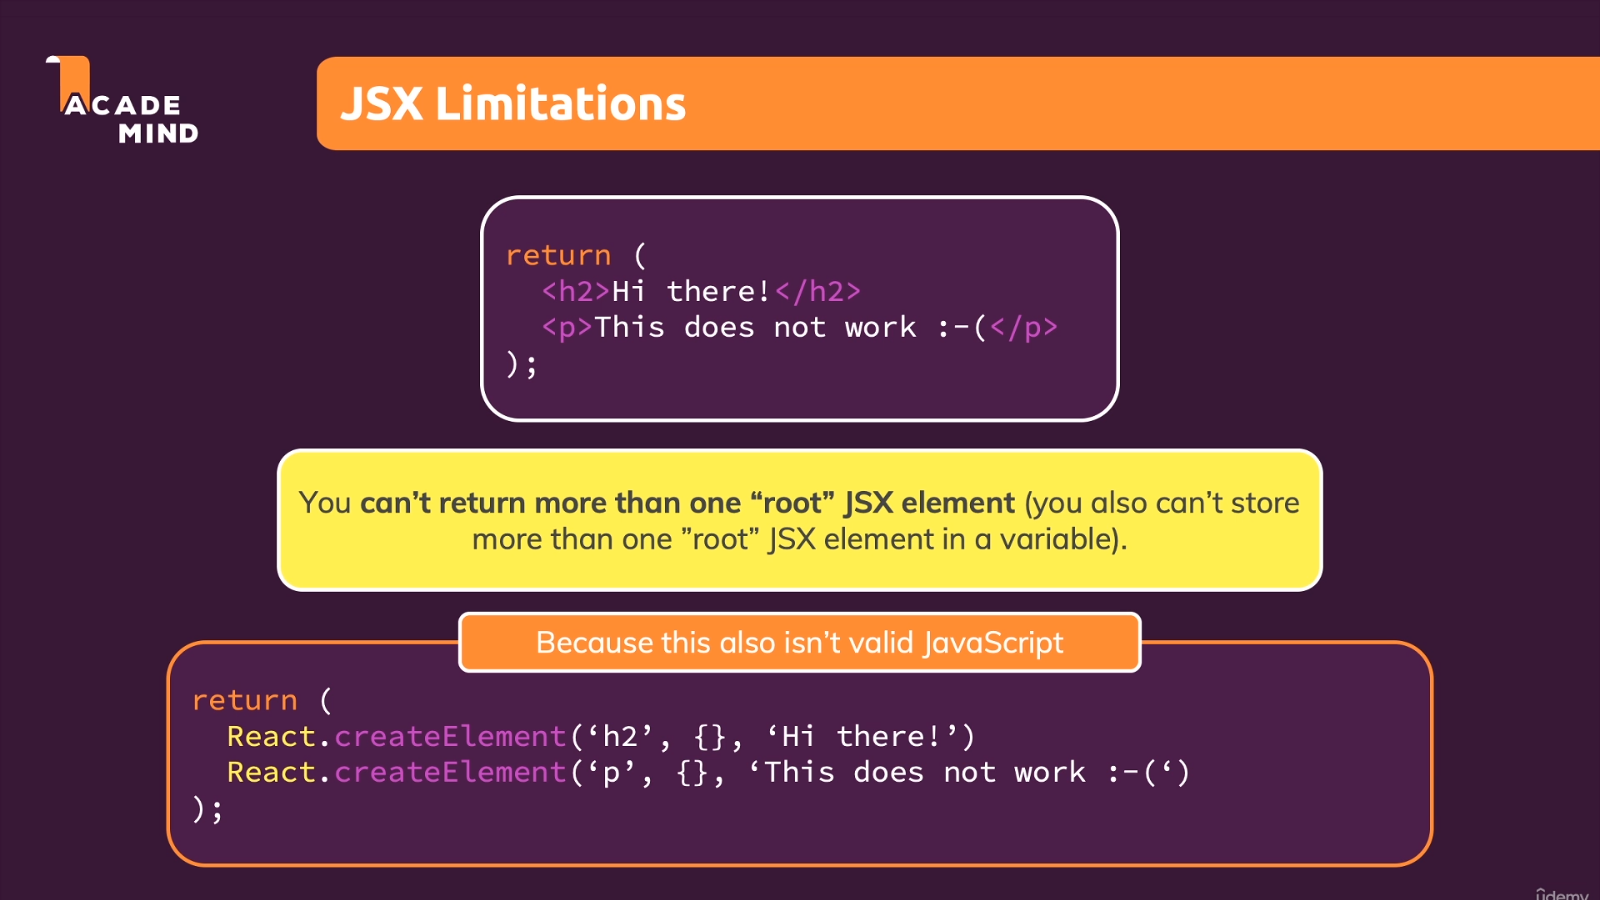 ACADE
MIND
JSX Limitations
return (
<h2>Hi there!</h2>
<p>This does not work :-(</p>
);
You can’t return more than one “root” JSX element (you also can’t store
more than one ”root” JSX element in a variable).
Because this also isn’t valid JavaScript
return (
React.createElement(‘h2’, {}, ‘Hi there!’)
React.createElement(‘p’, {}, ‘This does not work :-(‘)
);
ûdemy